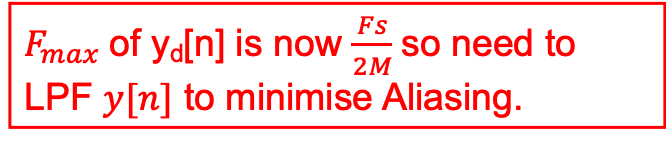 Fmax of yd[n] is now Fs/2M so need to
LPF y[n] to minimise Aliasing.